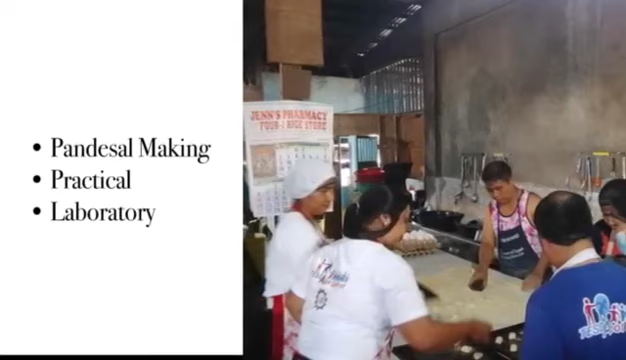 • Pandesal Making
• Practical
• Laboratory
JENN'S PHARMACY
FOUR-J RICE STORE